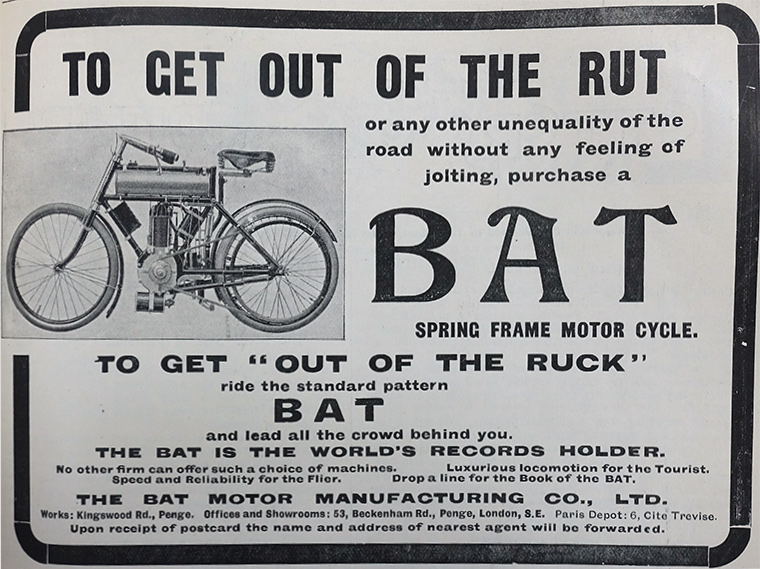 TO GET OUT OF THE RUT
or any other unequality of the
road without any feeling of
jolting, purchase a
BAT
SPRING FRAME MOTOR CYCLE.
TO GET “OUT OF THE RUCK”
ride the standard pattern
BAT
and lead all the crowd behind you.
THE BAT IS THE WORLD'S RECORDS HOLDER.
No other firm can offer such a choice of machines. Luxurious locomotion for the Tourist.
Speed and Reliability for the Flier. Drop a line for the Book of the BAT.
THE BAT MOTOR MANUFACTURING CO., LTD.
Works: Kingswood Rd., Penge. Offices and Showrooms: 53, Beckenham Rd., Penge, London, S.E. Paris Depot: 6, Cite Trevise.
Upon receipt of postcard the name and address of nearest agent will be forwarded.